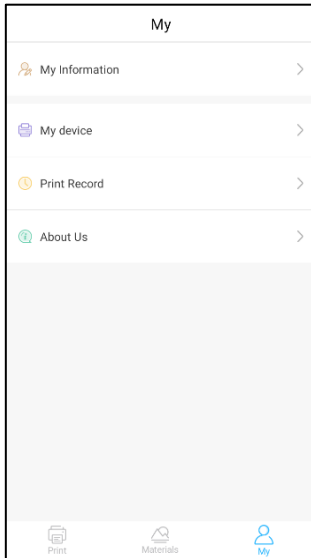 My
My Information
My device
Print Record
About Us
Print
Materials
My